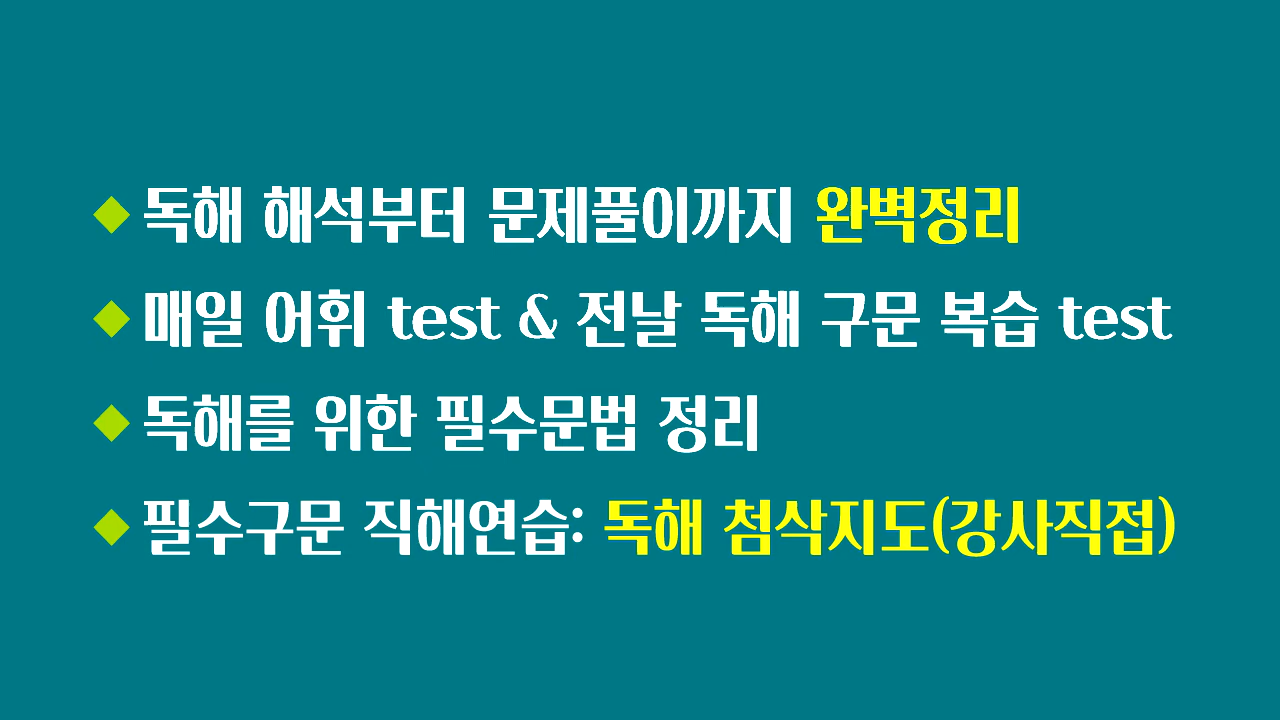 ◆ 독해 해석부터 문제풀이까지 완벽정리
◆ 매일 어휘 test & 전날 독해 구문 복습 test
◆ 독해를 위한 필수문법 정리
◆ 필수구문 직해연습: 독해 첨삭지도(강사직접)